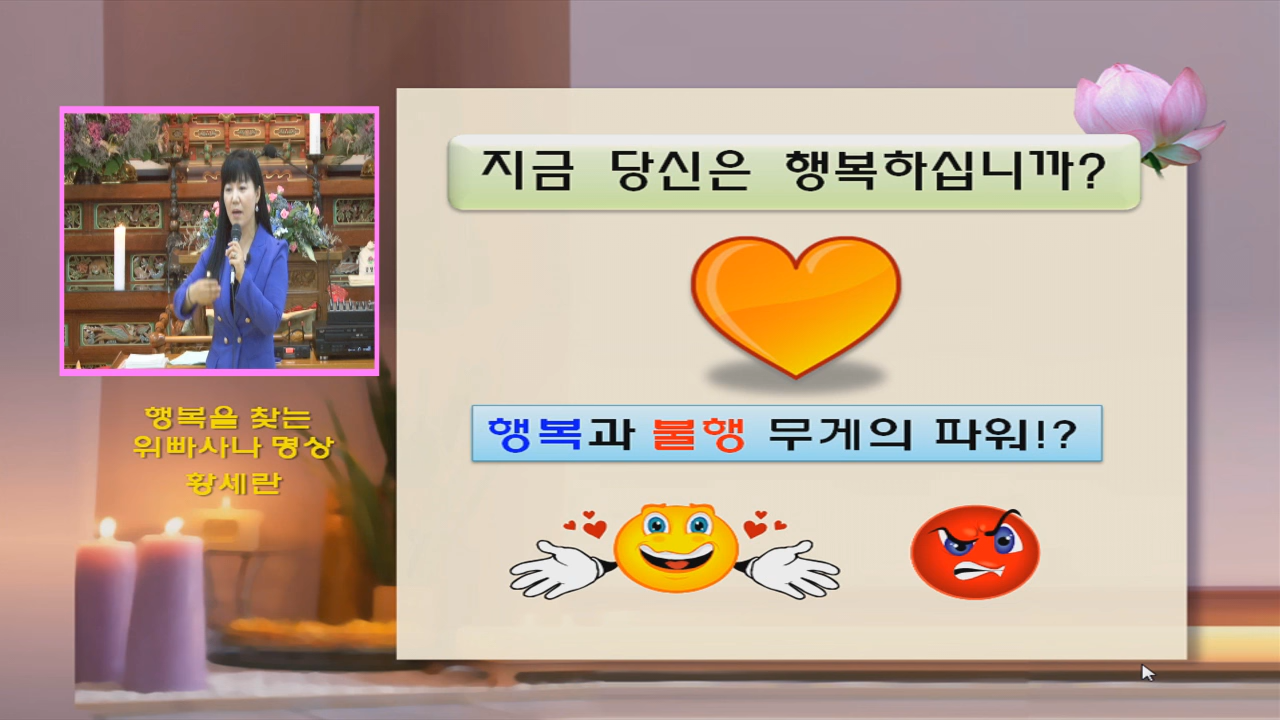 지금 당신은 행복하십니까?
행복과 불행 무게의 파워!?
행복을 찾는
위빠사나 명상
황세란